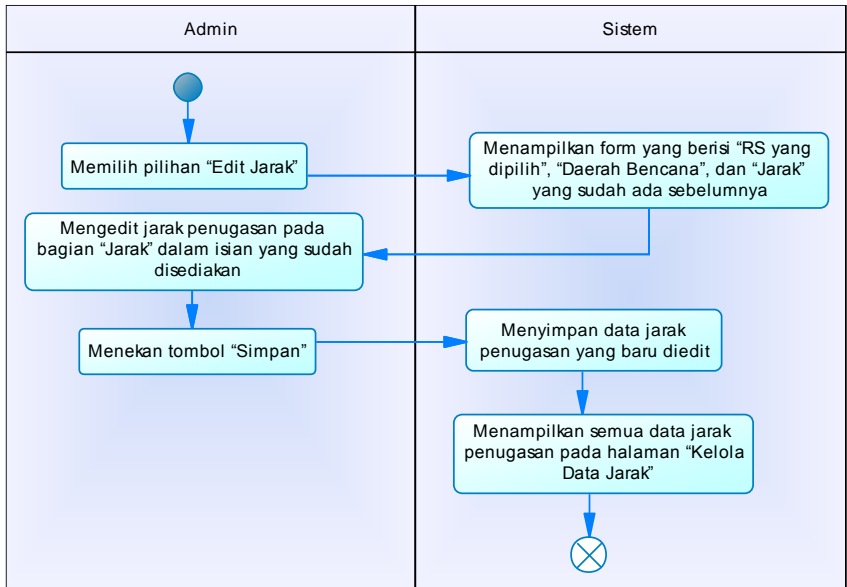 Admin
Sistem
Memilih pilihan “Edit Jarak”
Menampilkan form yang berisi “RS yang
dipilih”, “Daerah Bencana”, dan “Jarak”
yang sudah ada sebelumnya
Mengedit jarak penugasan pada
bagian “Jarak” dalam isian yang sudah
disediakan
Menekan tombol “Simpan”
Menyimpan data jarak
penugasan yang baru diedit
Menampilkan semua data jarak
penugasan pada halaman “Kelola
Data Jarak”